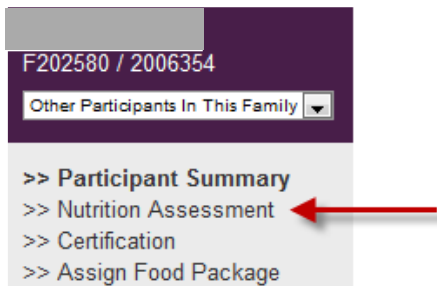 F202580 / 2006354
Other Participants In This Family
>> Participant Summary
>> Nutrition Assessment
>> Certification
>> Assign Food Package